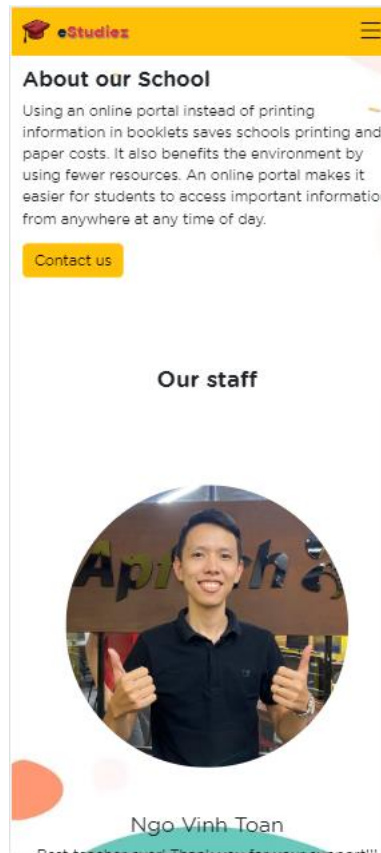 eStudiez
About our School
Using an online portal instead of printing
information in booklets saves schools printing and
paper costs. It also benefits the environment by
using fewer resources. An online portal makes it
easier for students to access important informatio
from anywhere at any time of day.
Contact us
Our staff
Ngo Vinh Toan